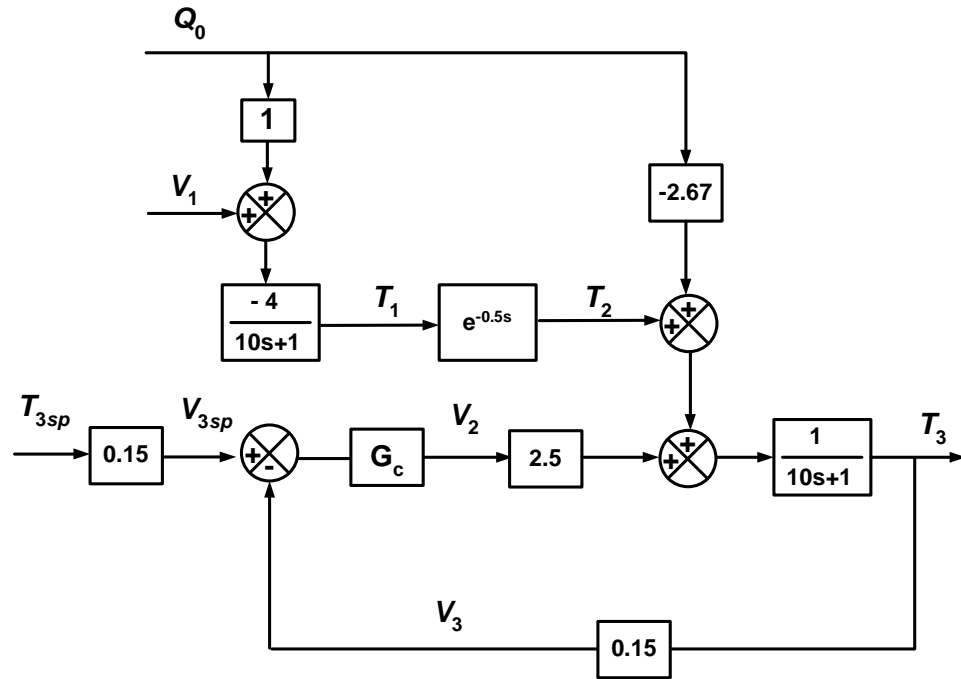 Q₀
1
V₁
+
+
-2.67
- 4
10s+1
T₁
e⁻⁰·⁵ˢ
T₂
+
+
T₃sp
0.15
V₃sp
+
-
Gc
V₂
2.5
+
+
1
10s+1
T₃
V₃
0.15